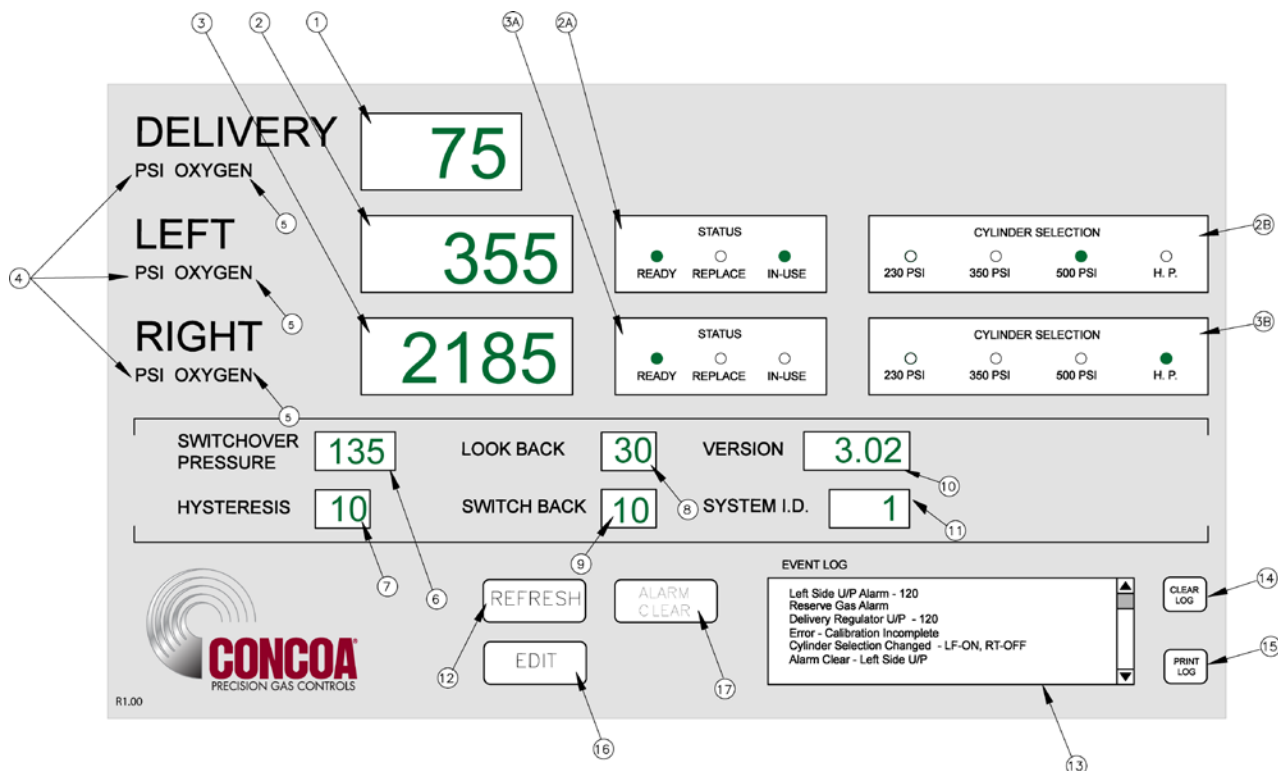 3 2 1 3A 2A
DELIVERY 75
PSI OXYGEN
5
LEFT 355
STATUS
READY REPLACE IN-USE
CYLINDER SELECTION
230 PSI 350 PSI 500 PSI H. P.
2B
4
PSI OXYGEN
5
RIGHT 2185
STATUS
READY REPLACE IN-USE
CYLINDER SELECTION
230 PSI 350 PSI 500 PSI H. P.
3B
PSI OXYGEN
5
SWITCHOVER
PRESSURE
135
LOOK BACK 30
VERSION 3.02
10
HYSTERESIS 10
SWITCH BACK 10
8
SYSTEM I.D. 1
11
7
6
9
REFRESH
ALARM
CLEAR
EDIT
12
17
16
EVENT LOG
Left Side U/P Alarm - 120
Reserve Gas Alarm
Delivery Regulator U/P - 120
Error - Calibration Incomplete
Cylinder Selection Changed - LF-ON, RT-OFF
Alarm Clear - Left Side U/P
CLEAR
LOG
14
PRINT
LOG
15
13
CONCOA®
PRECISION GAS CONTROLS
R1.00